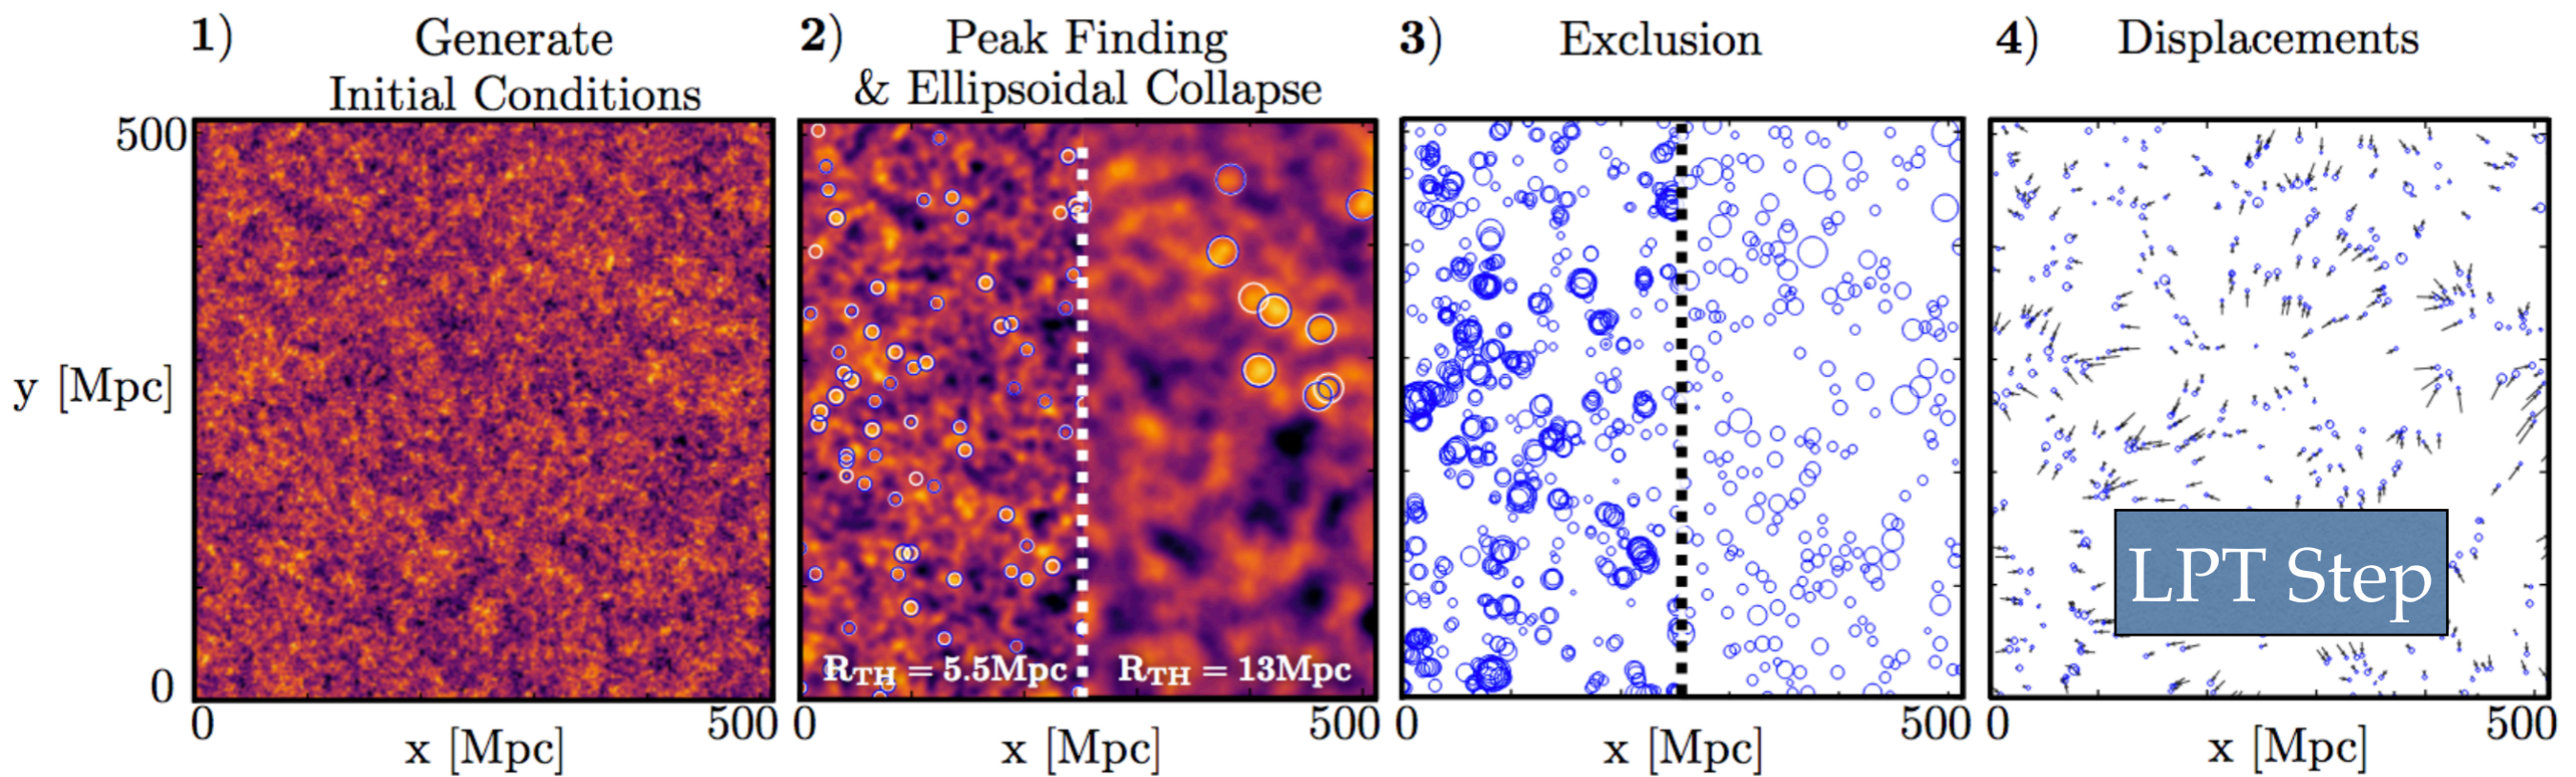 1) Generate
Initial Conditions
2) Peak Finding
& Ellipsoidal Collapse
3) Exclusion
4) Displacements
500
y [Mpc]
0
R_TH = 5.5Mpc
R_TH = 13Mpc
LPT Step
0 500
x [Mpc]
0 500
x [Mpc]
0 500
x [Mpc]
0 500
x [Mpc]